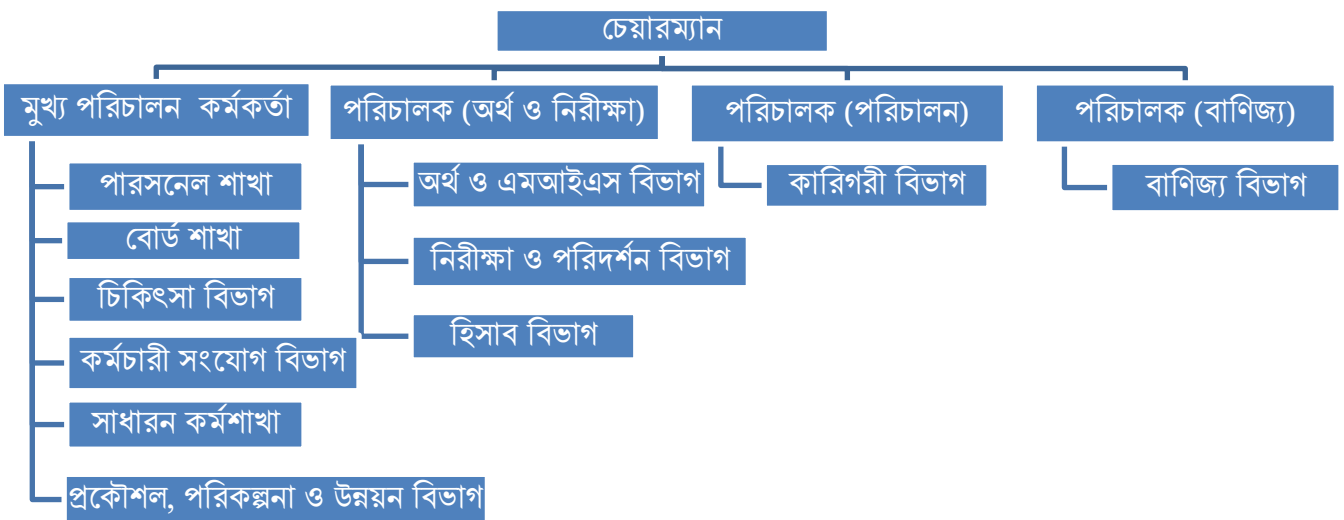 চেয়ারম্যান
মুখ্য পরিচালন কর্মকর্তা
পারসনেল শাখা
বোর্ড শাখা
চিকিৎসা বিভাগ
কর্মচারী সংযোগ বিভাগ
সাধারন কর্মশাখা
প্রকৌশল, পরিকল্পনা ও উন্নয়ন বিভাগ
পরিচালক (অর্থ ও নিরীক্ষা)
অর্থ ও এমআইএস বিভাগ
নিরীক্ষা ও পরিদর্শন বিভাগ
হিসাব বিভাগ
পরিচালক (পরিচালন)
কারিগরী বিভাগ
পরিচালক (বাণিজ্য)
বাণিজ্য বিভাগ